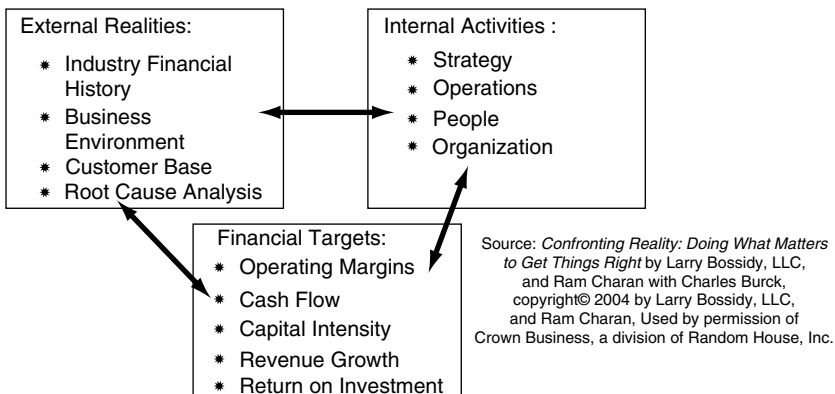 External Realities:
* Industry Financial
History
* Business
Environment
* Customer Base
* Root Cause Analysis
Internal Activities :
* Strategy
* Operations
* People
* Organization
Financial Targets:
* Operating Margins
* Cash Flow
* Capital Intensity
* Revenue Growth
* Return on Investment
Source: Confronting Reality: Doing What Matters
to Get Things Right by Larry Bossidy, LLC,
and Ram Charan with Charles Burck,
copyright© 2004 by Larry Bossidy, LLC,
and Ram Charan, Used by permission of
Crown Business, a division of Random House, Inc.